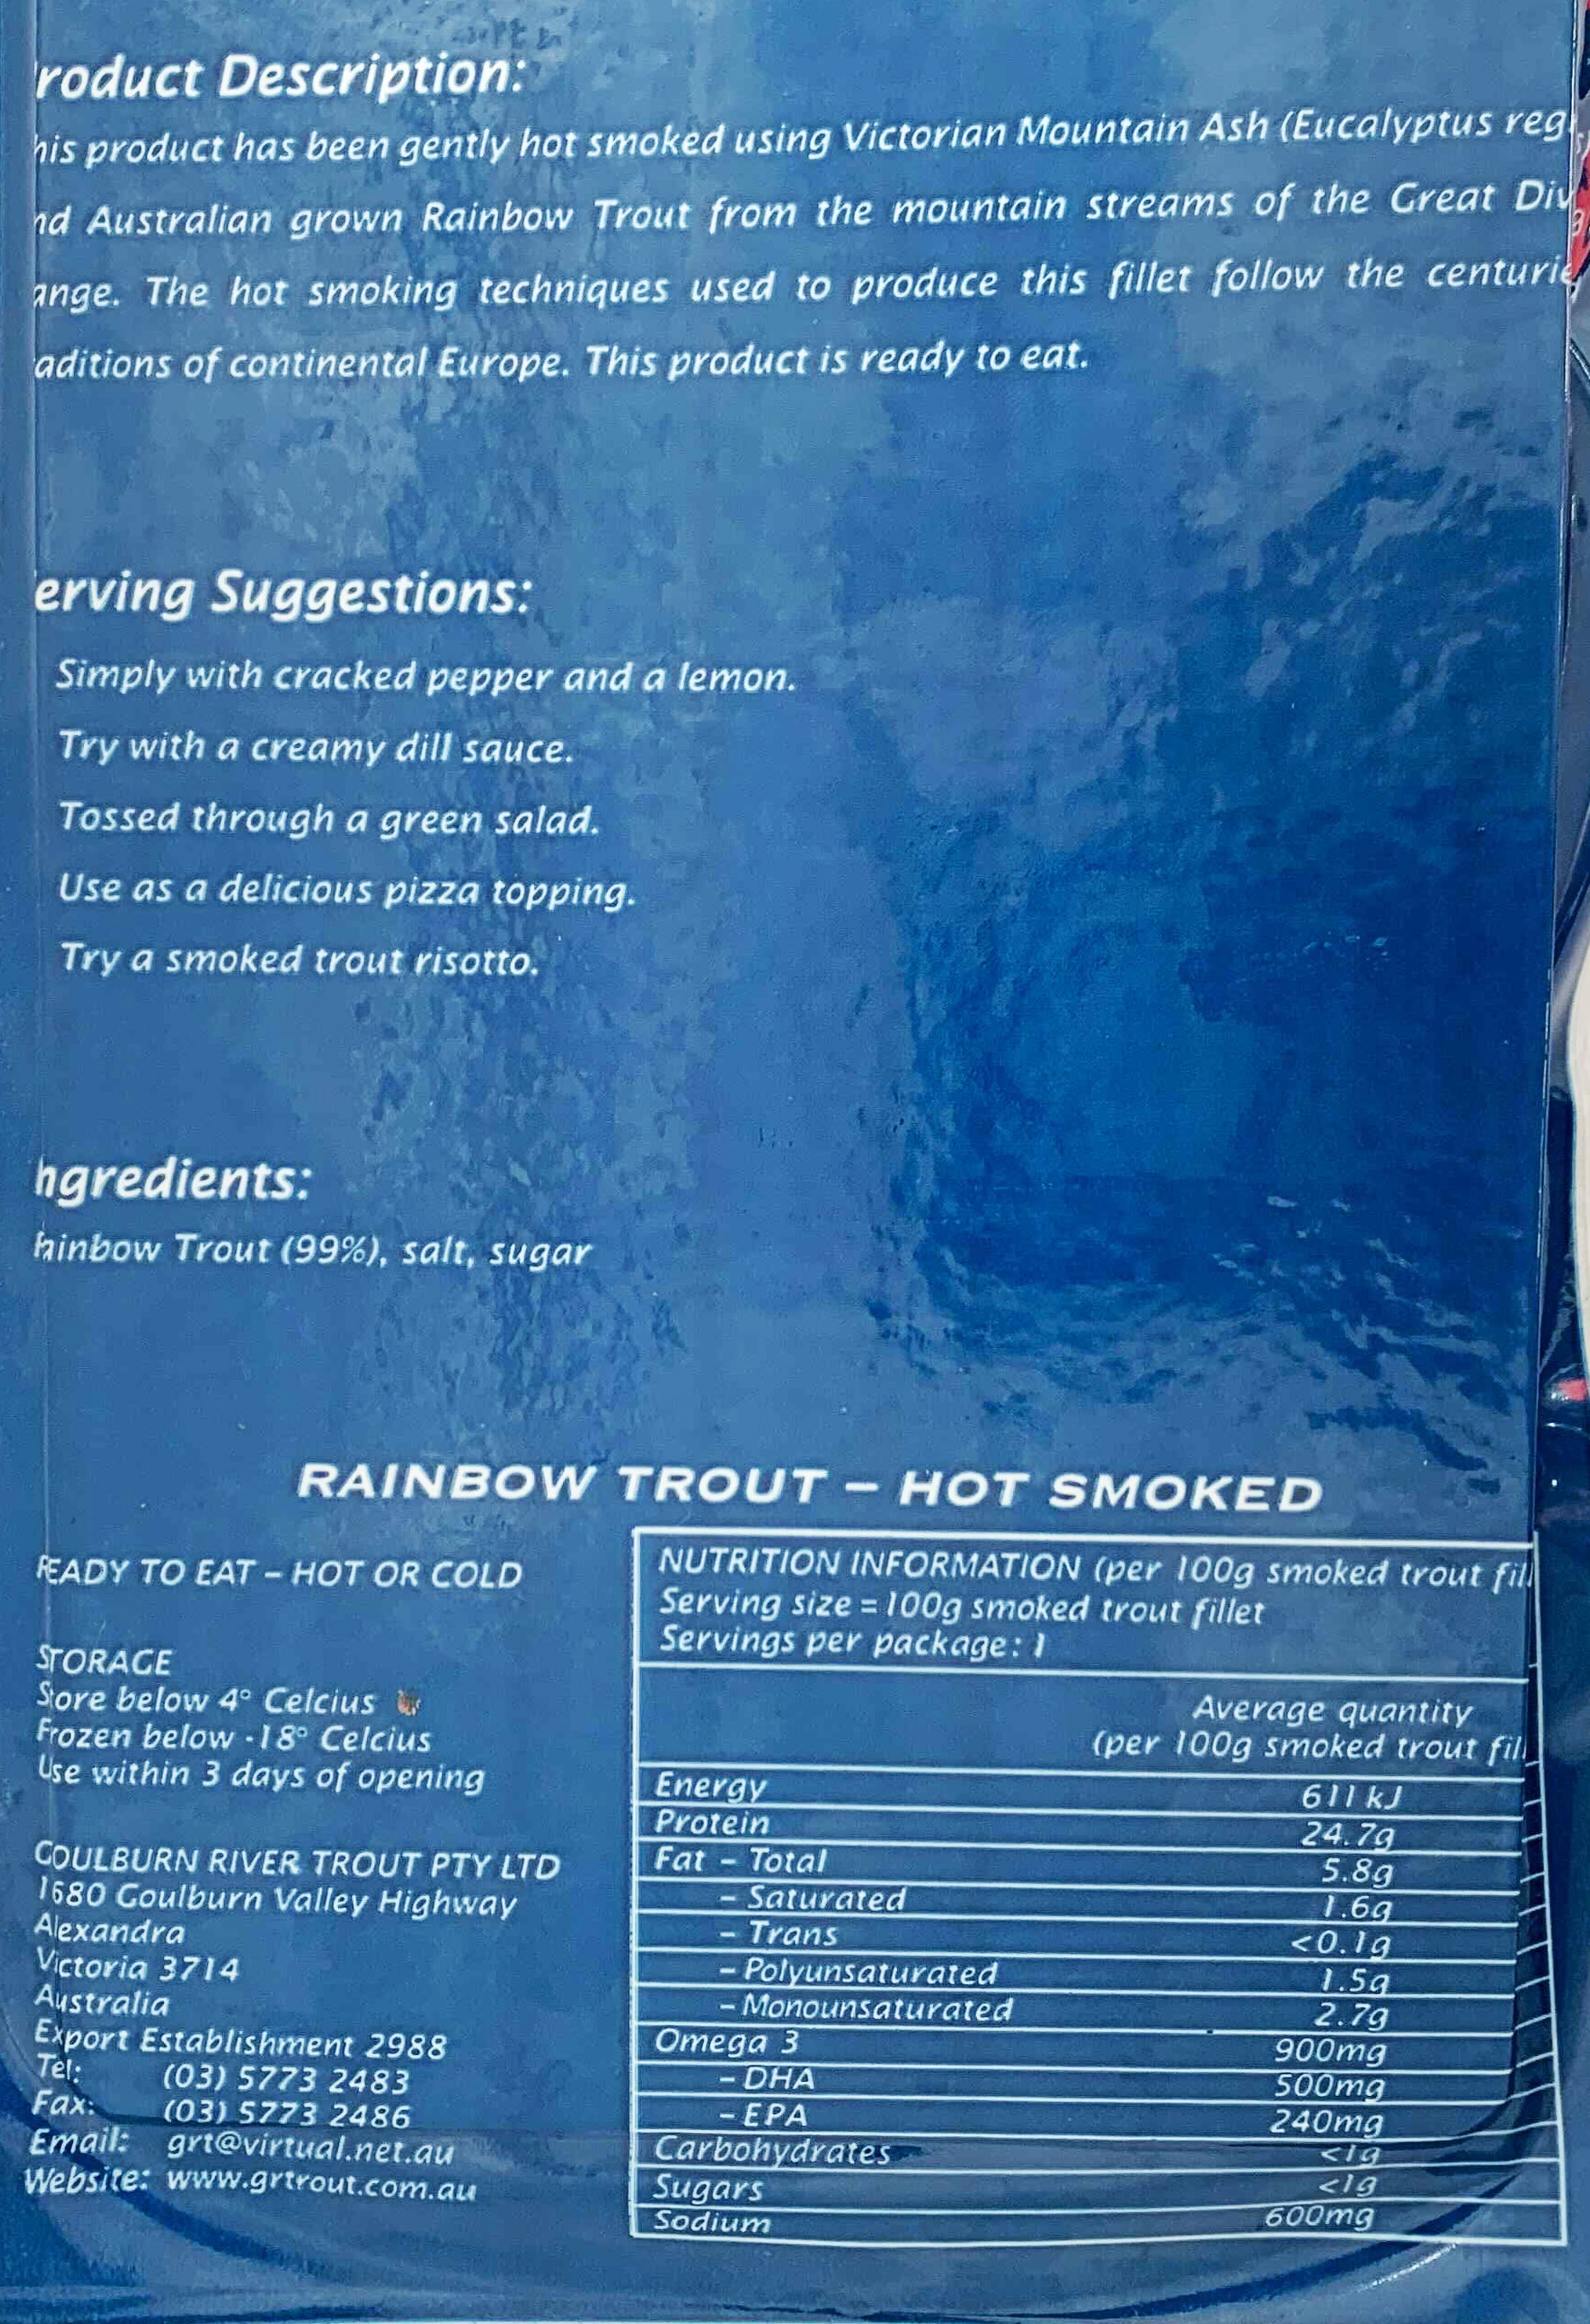 roduct Description:
his product has been gently hot smoked using Victorian Mountain Ash (Eucalyptus reg
nd Australian grown Rainbow Trout from the mountain streams of the Great Div
ange. The hot smoking techniques used to produce this fillet follow the centurie
aditions of continental Europe. This product is ready to eat.
erving Suggestions:
Simply with cracked pepper and a lemon.
Try with a creamy dill sauce.
Tossed through a green salad.
Use as a delicious pizza topping.
Try a smoked trout risotto.
ngredients:
ainbow Trout (99%), salt, sugar
RAINBOW TROUT – HOT SMOKED
READY TO EAT – HOT OR COLD
STORAGE
Store below 4° Celcius
Frozen below -18° Celcius
Use within 3 days of opening
GOULBURN RIVER TROUT PTY LTD
1680 Goulburn Valley Highway
Alexandra
Victoria 3714
Australia
Export Establishment 2988
Tel: (03) 5773 2483
Fax: (03) 5773 2486
Email: grt@virtual.net.au
Website: www.grtrout.com.au
NUTRITION INFORMATION (per 100g smoked trout fill
Serving size = 100g smoked trout fillet
Servings per package: 1
Average quantity
(per 100g smoked trout fil
Energy 611 kJ
Protein 24.7g
Fat – Total 5.8g
– Saturated 1.6g
– Trans <0.1g
– Polyunsaturated 1.5g
– Monounsaturated 2.7g
Omega 3 900mg
– DHA 500mg
– EPA 240mg
Carbohydrates <1g
Sugars <1g
Sodium 600mg